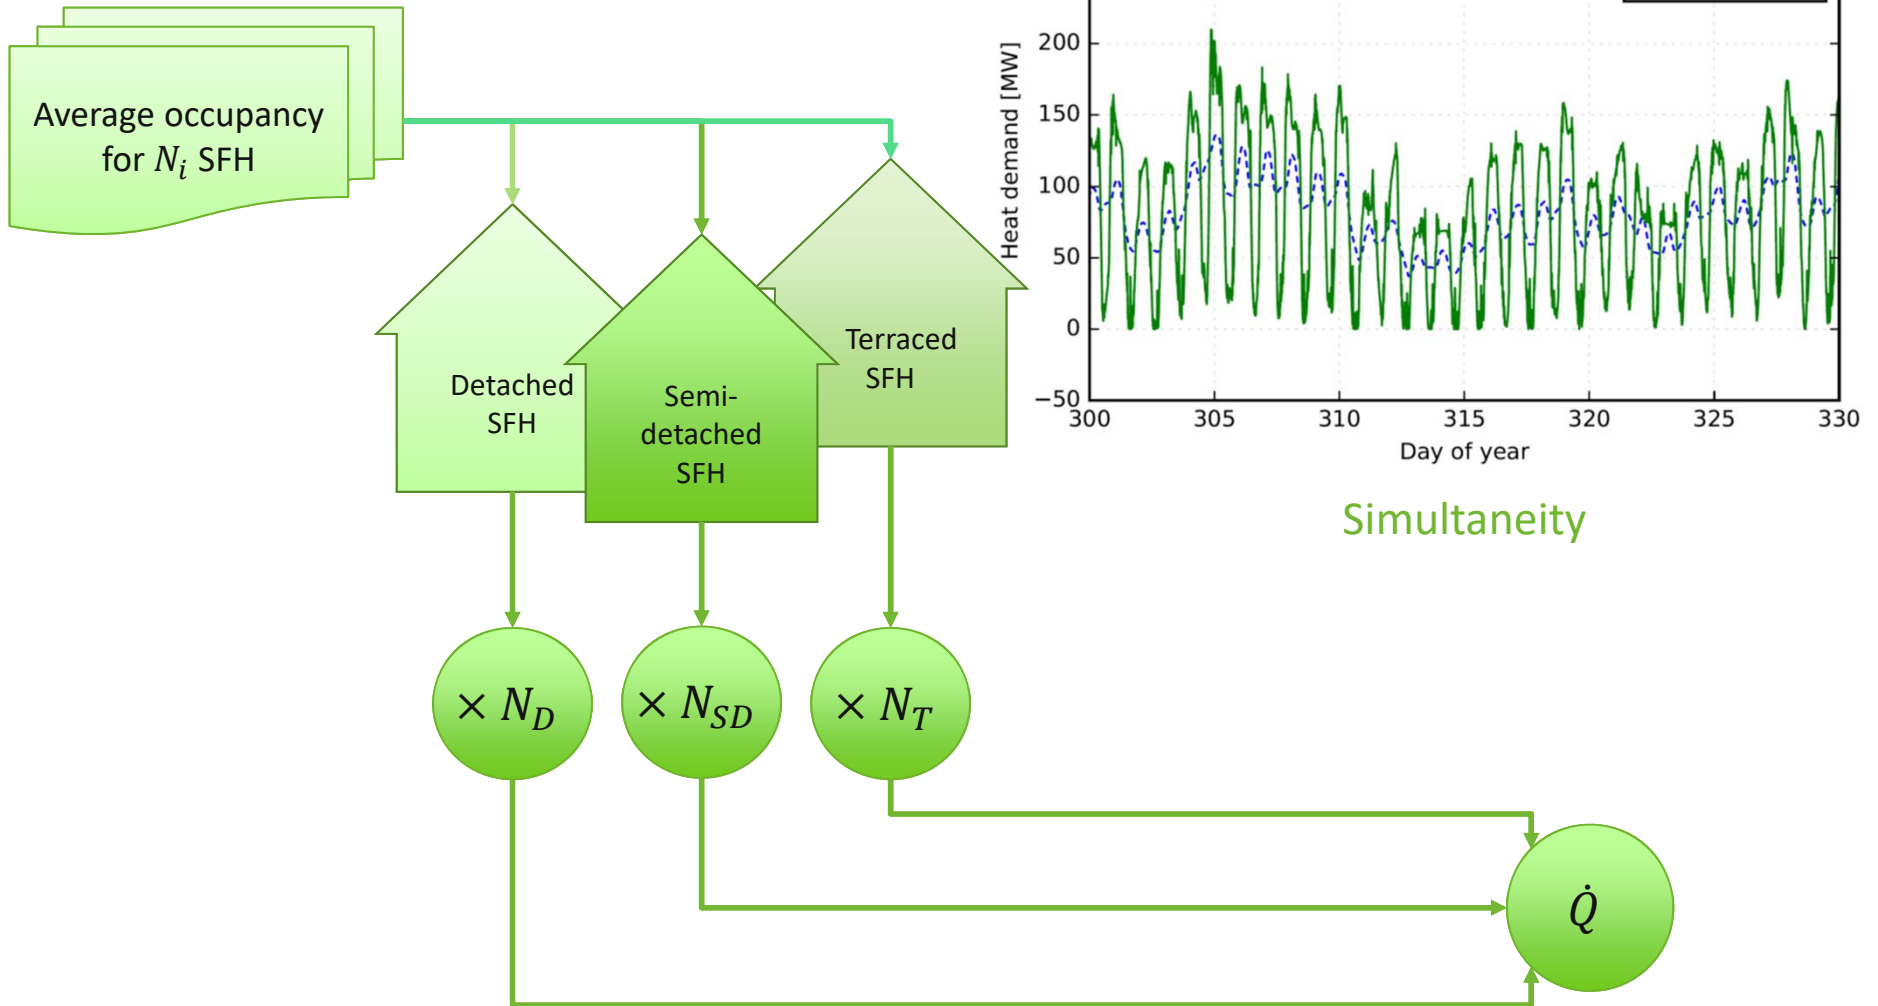 Average occupancy
for N_i SFH
Detached
SFH
Semi-
detached
SFH
Terraced
SFH
× N_D
× N_SD
× N_T
Q̇
Heat demand [MW]
200
150
100
50
0
−50
300
305
310
315
320
325
330
Day of year
Simultaneity